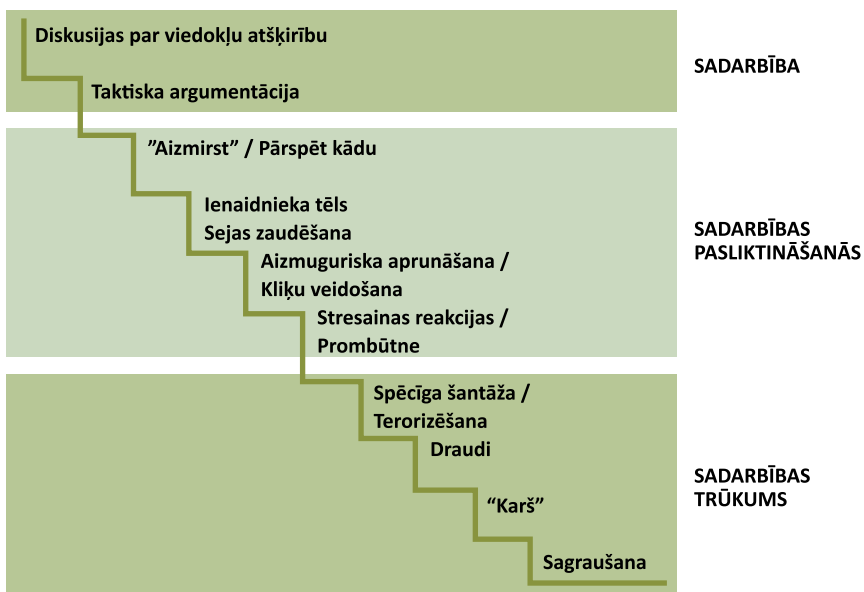 Diskusijas par viedokļu atšķirību
Taktiska argumentācija
SADARBĪBA
”Aizmirst” / Pārspēt kādu
Ienaidnieka tēls
Sejas zaudēšana
Aizmuguriska aprunāšana /
Kliķu veidošana
Stresainas reakcijas /
Prombūtne
SADARBĪBAS
PASLIKTINĀŠANĀS
Spēcīga šantāža /
Terorizēšana
Draudi
“Karš”
Sagraušana
SADARBĪBAS
TRŪKUMS